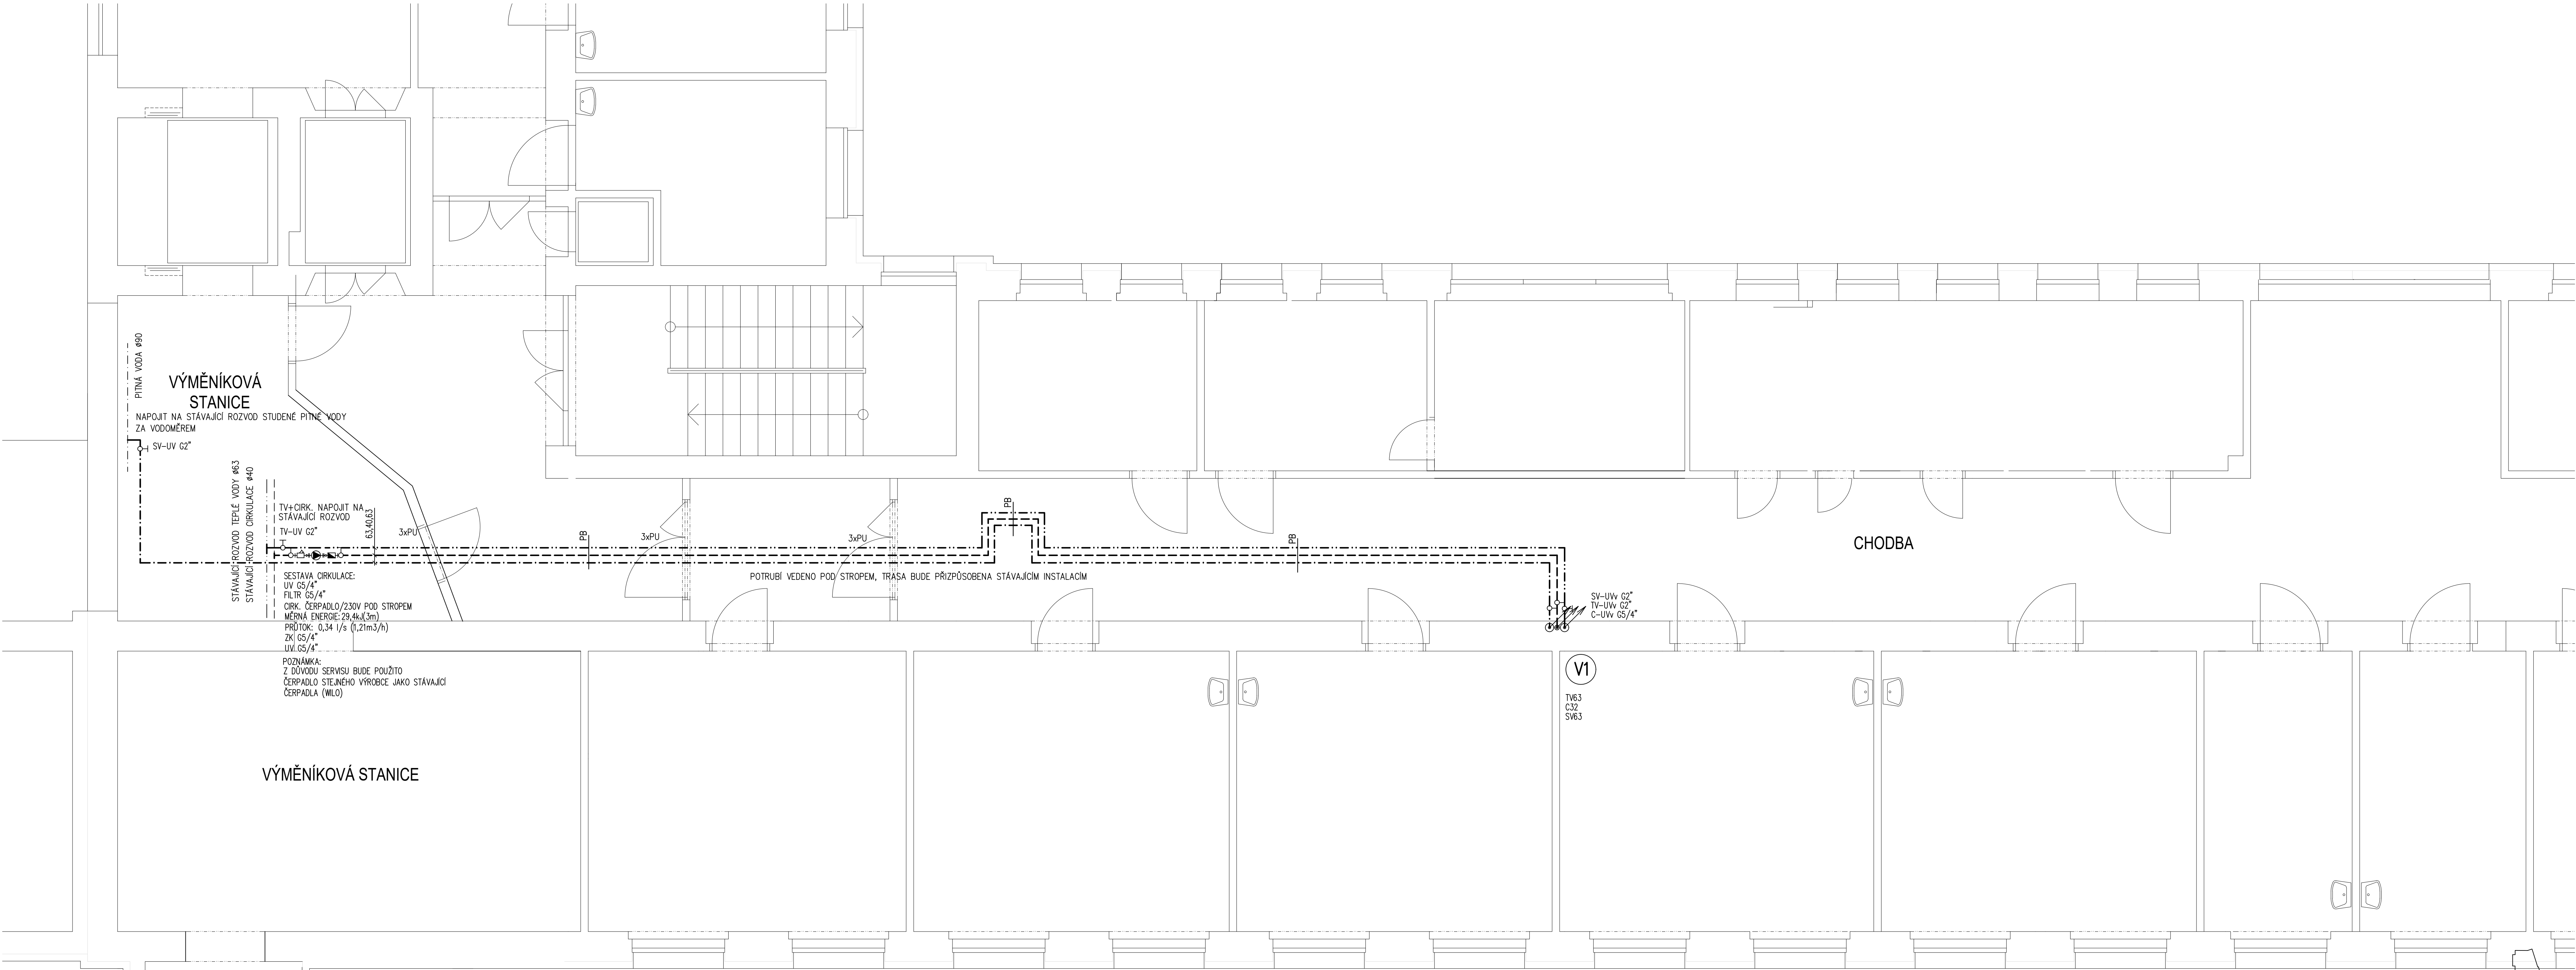 PITNÁ VODA ø90
VÝMĚNÍKOVÁ
STANICE
NAPOJIT NA STÁVAJÍCÍ ROZVOD STUDENÉ PITNÉ VODY
ZA VODOMĚREM
SV-UV G2"
STÁVAJÍCÍ ROZVOD TEPLÉ VODY ø63
STÁVAJÍCÍ ROZVOD CIRKULACE ø40
TV+CIRK. NAPOJIT NA
STÁVAJÍCÍ ROZVOD
TV-UV G2"
63,40,63
3xPU
PB
3xPU
3xPU
PB
PB
CHODBA
SESTAVA CIRKULACE:
UV G5/4"
FILTR G5/4"
CIRK. ČERPADLO/230V POD STROPEM
MĚRNÁ ENERGIE: 29,4kJ(3m)
PRŮTOK: 0,34 l/s (1,21m3/h)
ZK G5/4"
UV G5/4"
POZNÁMKA:
Z DŮVODU SERVISU BUDE POUŽITO
ČERPADLO STEJNÉHO VÝROBCE JAKO STÁVAJÍCÍ
ČERPADLA (WILO)
POTRUBÍ VEDENO POD STROPEM, TRASA BUDE PŘIZPŮSOBENA STÁVAJÍCÍM INSTALACÍM
SV-UVv G2"
TV-UVv G2"
C-UVv G5/4"
V1
TV63
C32
SV63
VÝMĚNÍKOVÁ STANICE